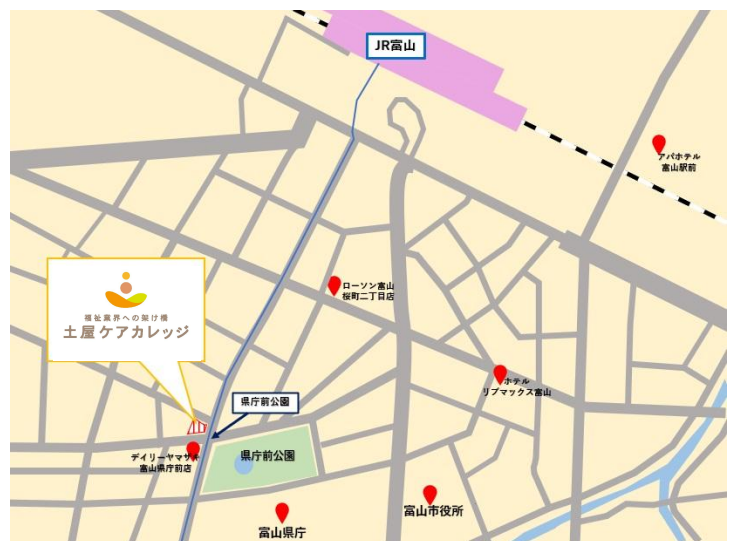 JR富山
アパホテル
富山駅前
ローソン富山
桜町二丁目店
福祉業界への架け橋
土屋ケアカレッジ
ホテル
リブマックス富山
県庁前公園
デイリーヤマザキ
富山県庁前店
県庁前公園
富山市役所
富山県庁